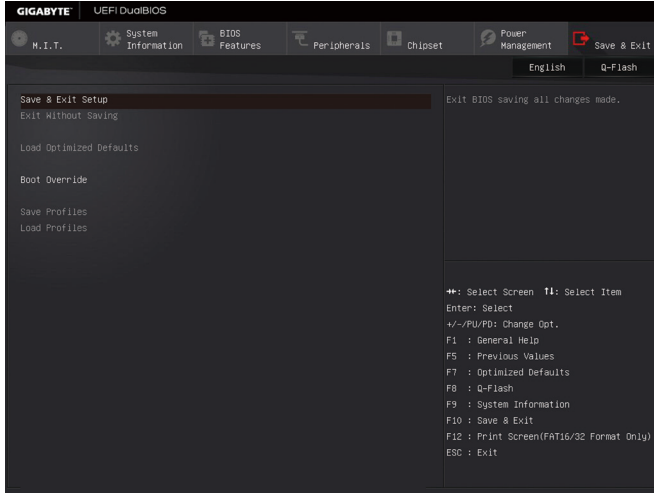 GIGABYTE™ UEFI DualBIOS
M.I.T. System Information BIOS Features Peripherals Chipset Power Management Save & Exit
English Q-Flash
Save & Exit Setup
Exit Without Saving
Load Optimized Defaults
Boot Override
Save Profiles
Load Profiles
Exit BIOS saving all changes made.
→←: Select Screen ↑↓: Select Item
Enter: Select
+/-/PU/PD: Change Opt.
F1 : General Help
F5 : Previous Values
F7 : Optimized Defaults
F8 : Q-Flash
F9 : System Information
F10 : Save & Exit
F12 : Print Screen(FAT16/32 Format Only)
ESC : Exit